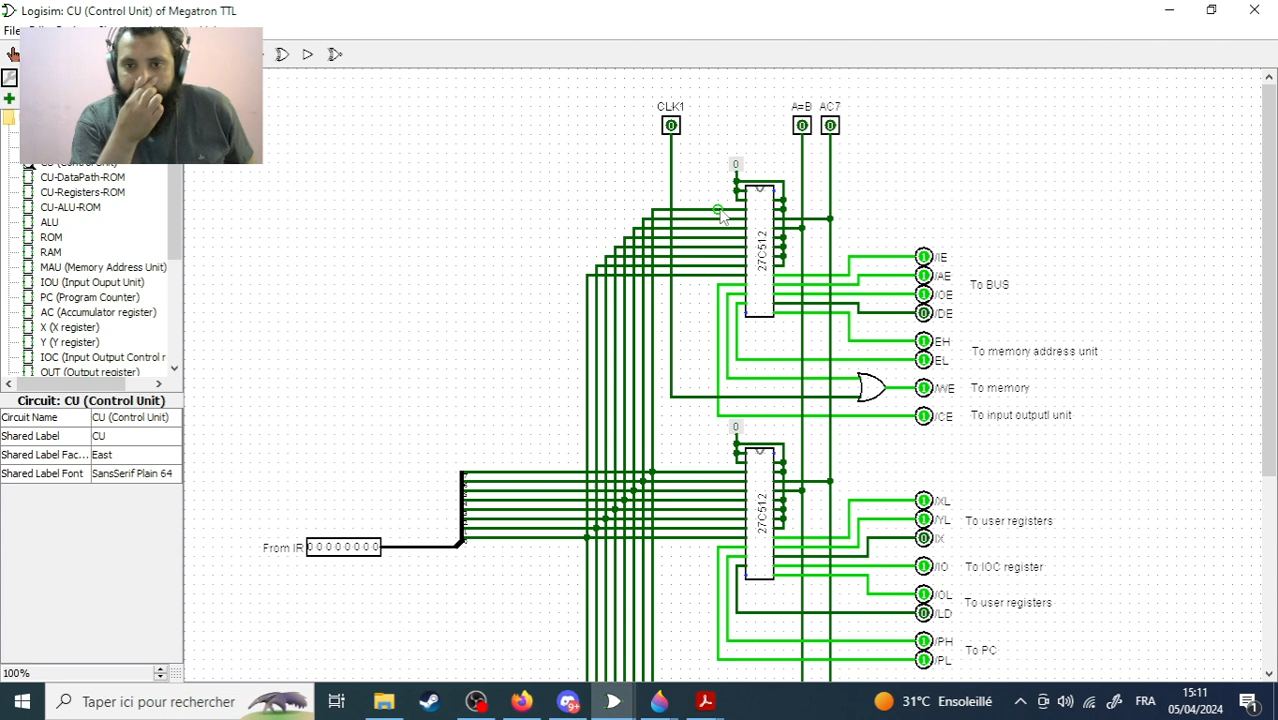 Logisim: CU (Control Unit) of Megatron TTL
File
CLK1
A=B
AC7
0
27C512
/IE
/AE
/OE
/DE
To BUS
EH
EL
To memory address unit
/WE
To memory
/CE
To input outputl unit
0
27C512
/XL
/YL
To user registers
IX
/IO
To IOC register
/OL
To user registers
/LD
/PH
To PC
/PL
From IR
0 0 0 0 0 0 0 0
CU-DataPath-ROM
CU-Registers-ROM
CU-ALU-ROM
ALU
ROM
RAM
MAU (Memory Address Unit)
IOU (Input Ouput Unit)
PC (Program Counter)
AC (Accumulator register)
X (X register)
Y (Y register)
IOC (Input Output Control r
OUT (Output register)
Circuit: CU (Control Unit)
Circuit Name CU (Control Unit)
Shared Label CU
Shared Label Fac... East
Shared Label Font SansSerif Plain 64
100%
Taper ici pour rechercher
31°C Ensoleillé
FRA
15:11
05/04/2024
1